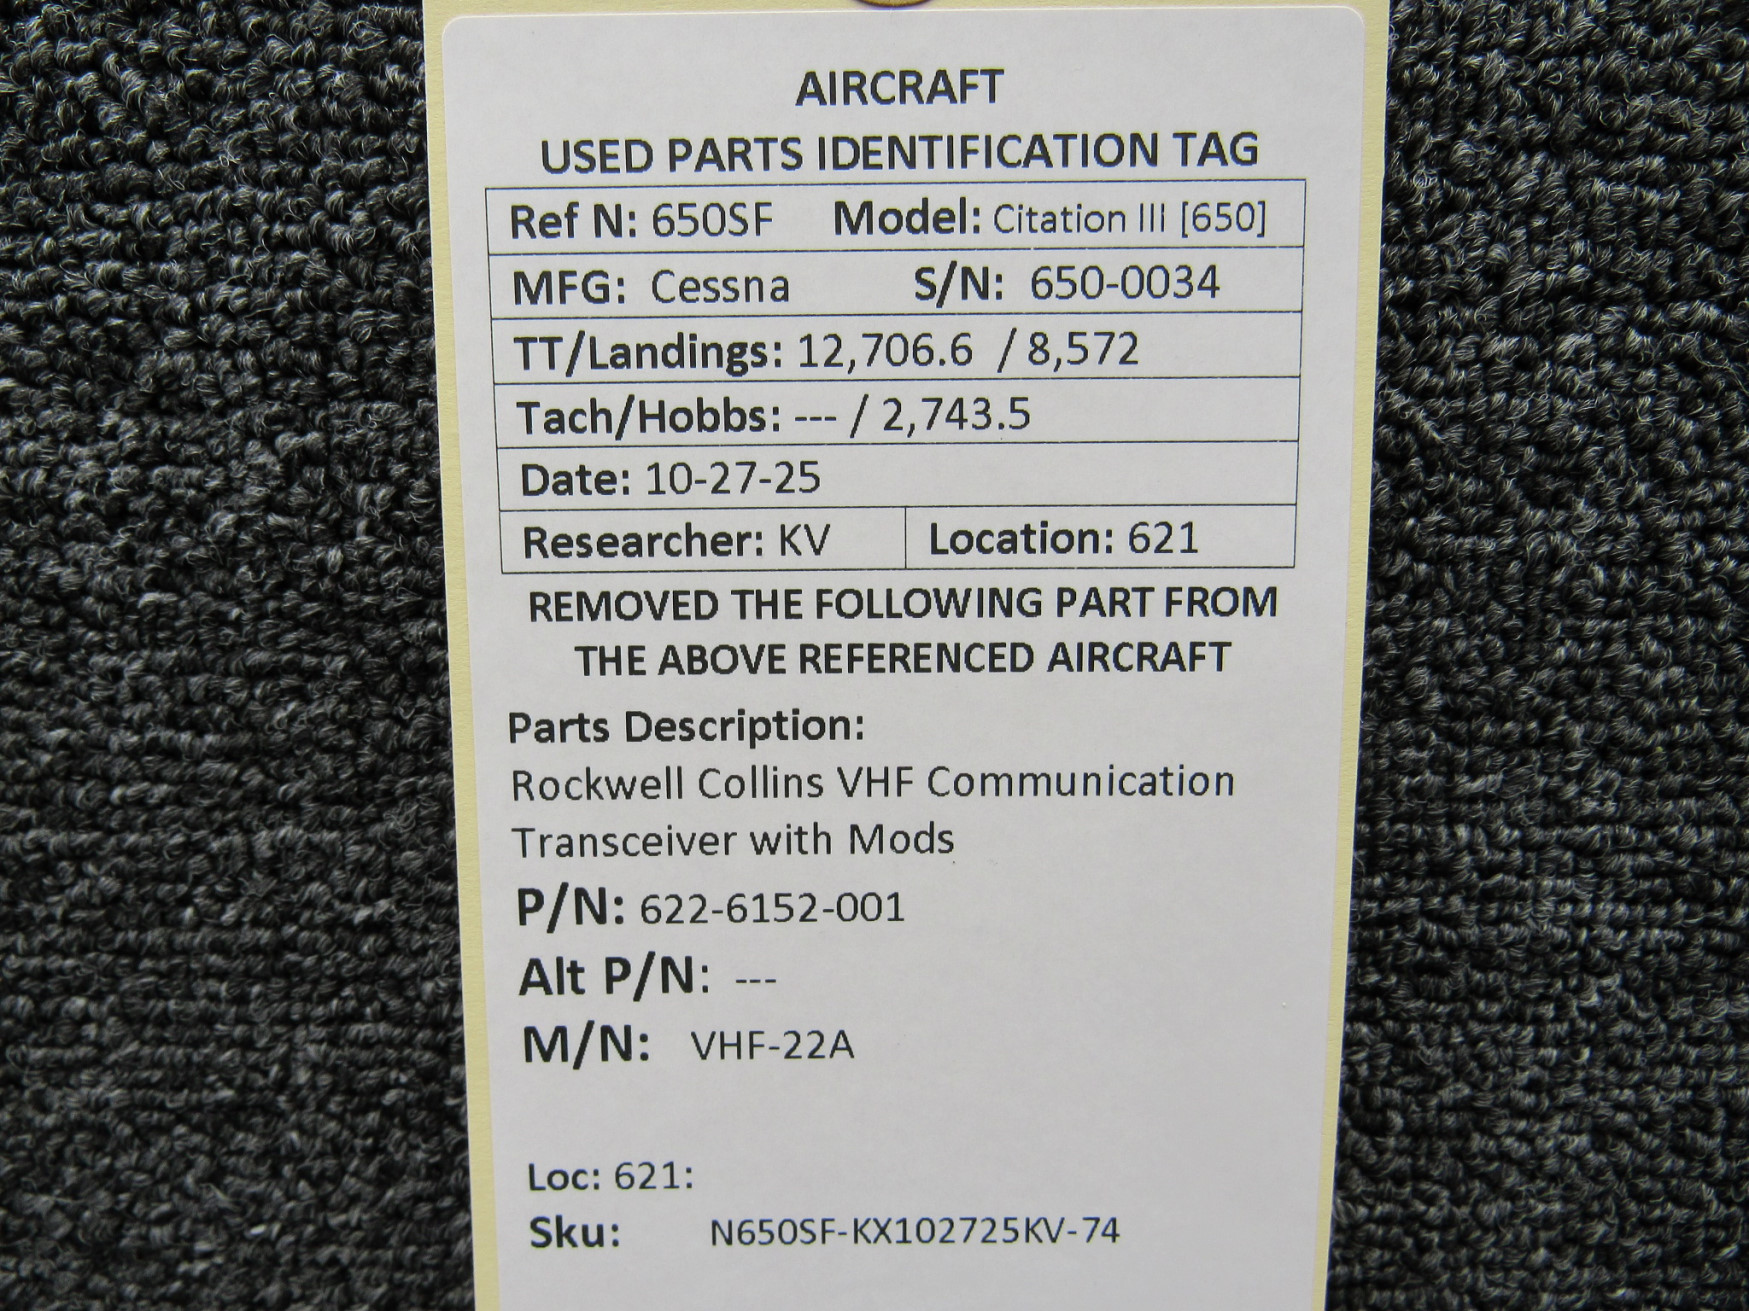 AIRCRAFT
USED PARTS IDENTIFICATION TAG
Ref N: 650SF Model: Citation III [650]
MFG: Cessna S/N: 650-0034
TT/Landings: 12,706.6 / 8,572
Tach/Hobbs: --- / 2,743.5
Date: 10-27-25
Researcher: KV Location: 621
REMOVED THE FOLLOWING PART FROM
THE ABOVE REFERENCED AIRCRAFT
Parts Description:
Rockwell Collins VHF Communication
Transceiver with Mods
P/N: 622-6152-001
Alt P/N: ---
M/N: VHF-22A
Loc: 621:
Sku: N650SF-KX102725KV-74